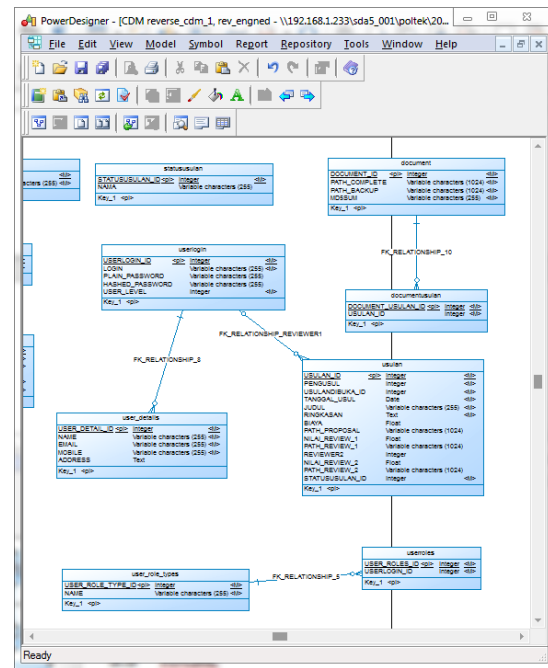 PowerDesigner - [CDM reverse_cdm_1, rev_engned - \\192.168.1.233\sda5_001\poltek\20...
File Edit View Model Symbol Report Repository Tools Window Help
acters (255) <M>
statususulan
STATUSUSULAN_ID <pi> Integer <M>
NAMA Variable characters (255)
Key_1 <pi>
document
DOCUMENT_ID <pi> Integer <M>
PATH_COMPLETE Variable characters (1024) <M>
PATH_BACKUP Variable characters (1024) <M>
MD5SUM Variable characters (255) <M>
Key_1 <pi>
FK_RELATIONSHIP_10
userlogin
USERLOGIN_ID <pi> Integer <M>
LOGIN Variable characters (255) <M>
PLAIN_PASSWORD Variable characters (255)
HASHED_PASSWORD Variable characters (255)
USER_LEVEL Integer <M>
Key_1 <pi>
documentusulan
DOCUMENT_USULAN_ID <pi> Integer <M>
USULAN_ID Integer <M>
Key_1 <pi>
FK_RELATIONSHIP_REVIEWER1
FK_RELATIONSHIP_8
usulan
USULAN_ID <pi> Integer <M>
PENGUSUL Integer <M>
USULANDIBUKA_ID Integer <M>
TANGGAL_USUL Date <M>
JUDUL Variable characters (255) <M>
RINGKASAN Text <M>
BIAYA Float
PATH_PROPOSAL Variable characters (1024)
NILAI_REVIEW_1 Float
PATH_REVIEW_1 Variable characters (1024)
REVIEWER2 Integer
NILAI_REVIEW_2 Float
PATH_REVIEW_2 Variable characters (1024)
STATUSUSULAN_ID Integer <M>
Key_1 <pi>
user_details
USER_DETAIL_ID <pi> Integer <M>
NAME Variable characters (255) <M>
EMAIL Variable characters (255) <M>
MOBILE Variable characters (255) <M>
ADDRESS Text
Key_1 <pi>
userroles
USER_ROLES_ID <pi> Integer <M>
USERLOGIN_ID Integer <M>
Key_1 <pi>
FK_RELATIONSHIP_5
user_role_types
USER_ROLE_TYPE_ID <pi> Integer <M>
NAME Variable characters (255) <M>
Key_1 <pi>
Ready